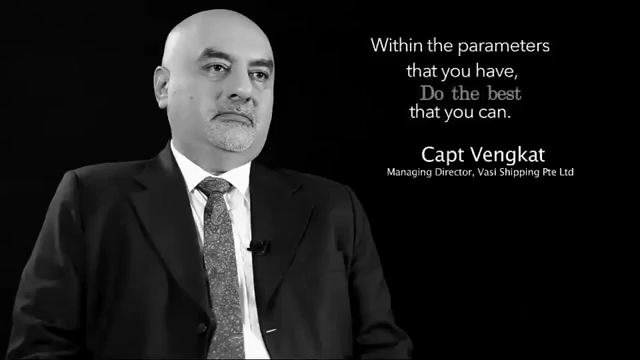 Within the parameters
that you have,
Do the best
that you can.
Capt Vengkat
Managing Director, Vasi Shipping Pte Ltd